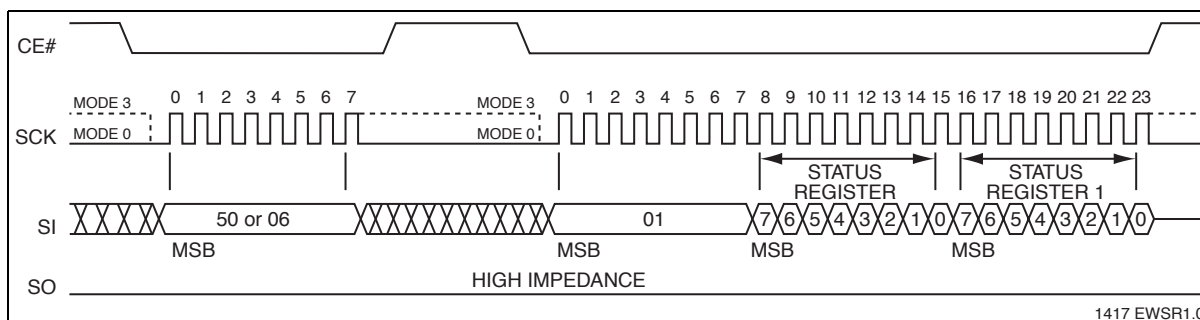 CE#
MODE 3 0 1 2 3 4 5 6 7 MODE 3 0 1 2 3 4 5 6 7 8 9 10 11 12 13 14 15 16 17 18 19 20 21 22 23
SCK MODE 0 MODE 0
STATUS REGISTER STATUS REGISTER 1
SI 50 or 06 01 7 6 5 4 3 2 1 0 7 6 5 4 3 2 1 0
MSB MSB MSB MSB
SO HIGH IMPEDANCE